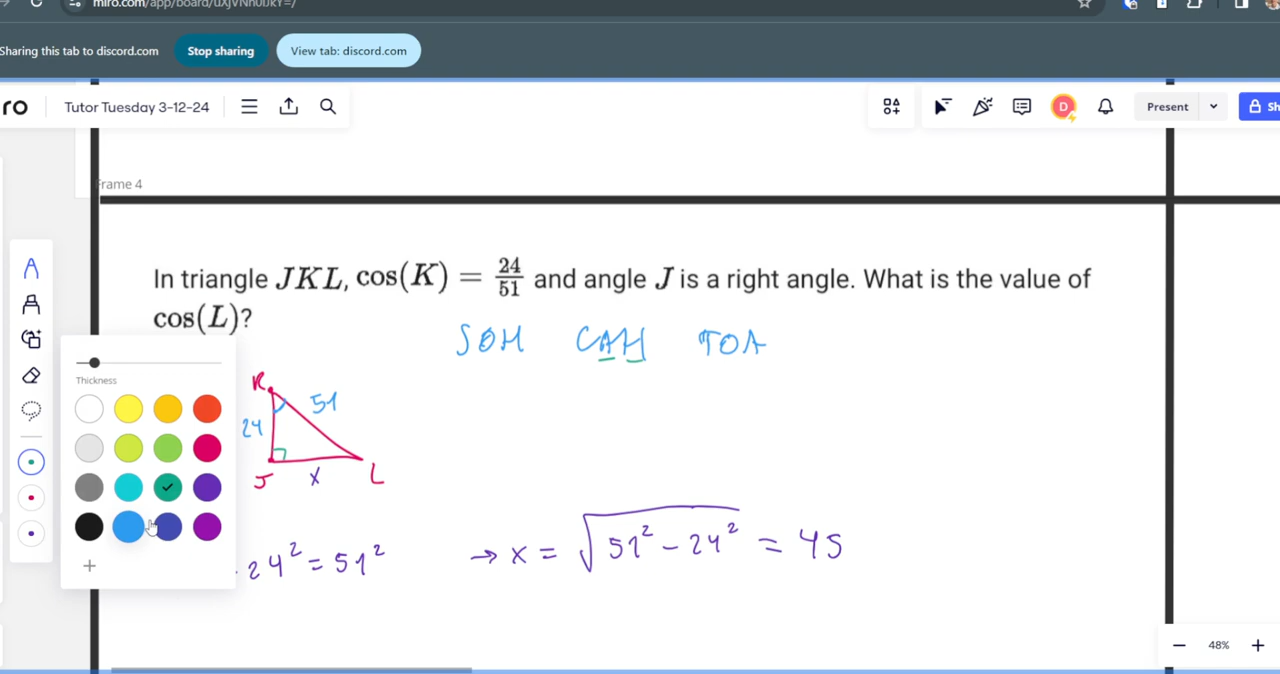 miro.com/app/board/uXjVNhu0JkY=/
Sharing this tab to discord.com
Stop sharing
View tab: discord.com
ro
Tutor Tuesday 3-12-24
D
Present
Sh
Frame 4
In triangle JKL, cos(K) = 24/51 and angle J is a right angle. What is the value of
cos(L)?
SOH CAH TOA
Thickness
K
51
24
J
x
L
24² = 51²
→ x = √51² - 24² = 45
48%